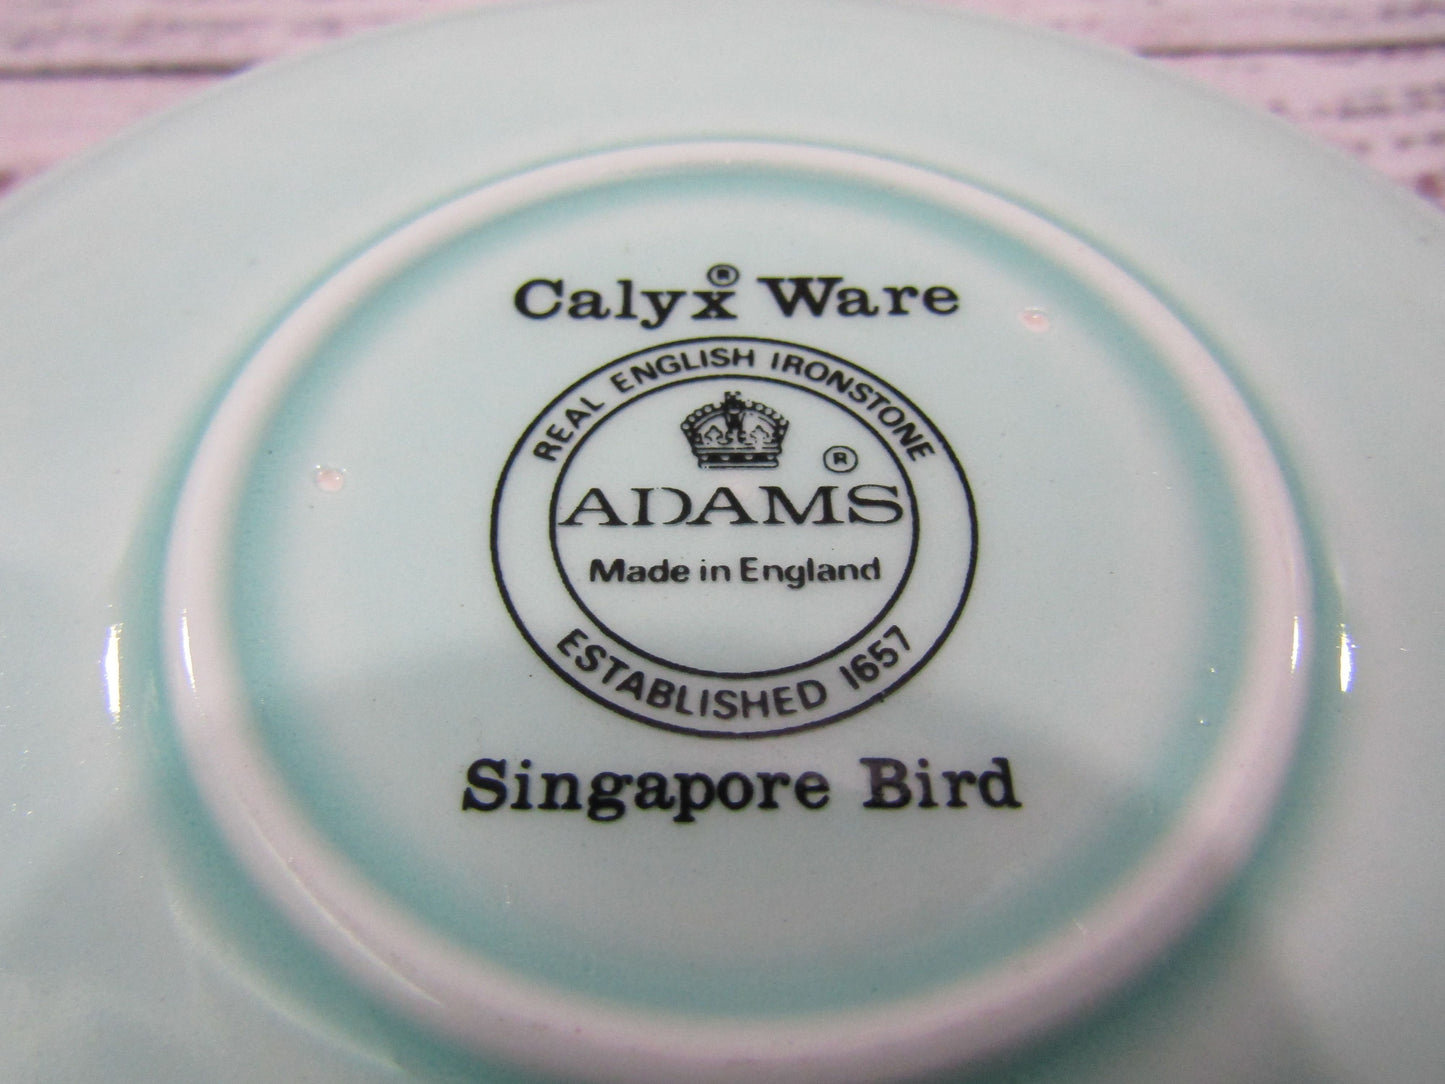 Calyx® Ware
REAL ENGLISH IRONSTONE
ADAMS®
Made in England
ESTABLISHED 1657
Singapore Bird